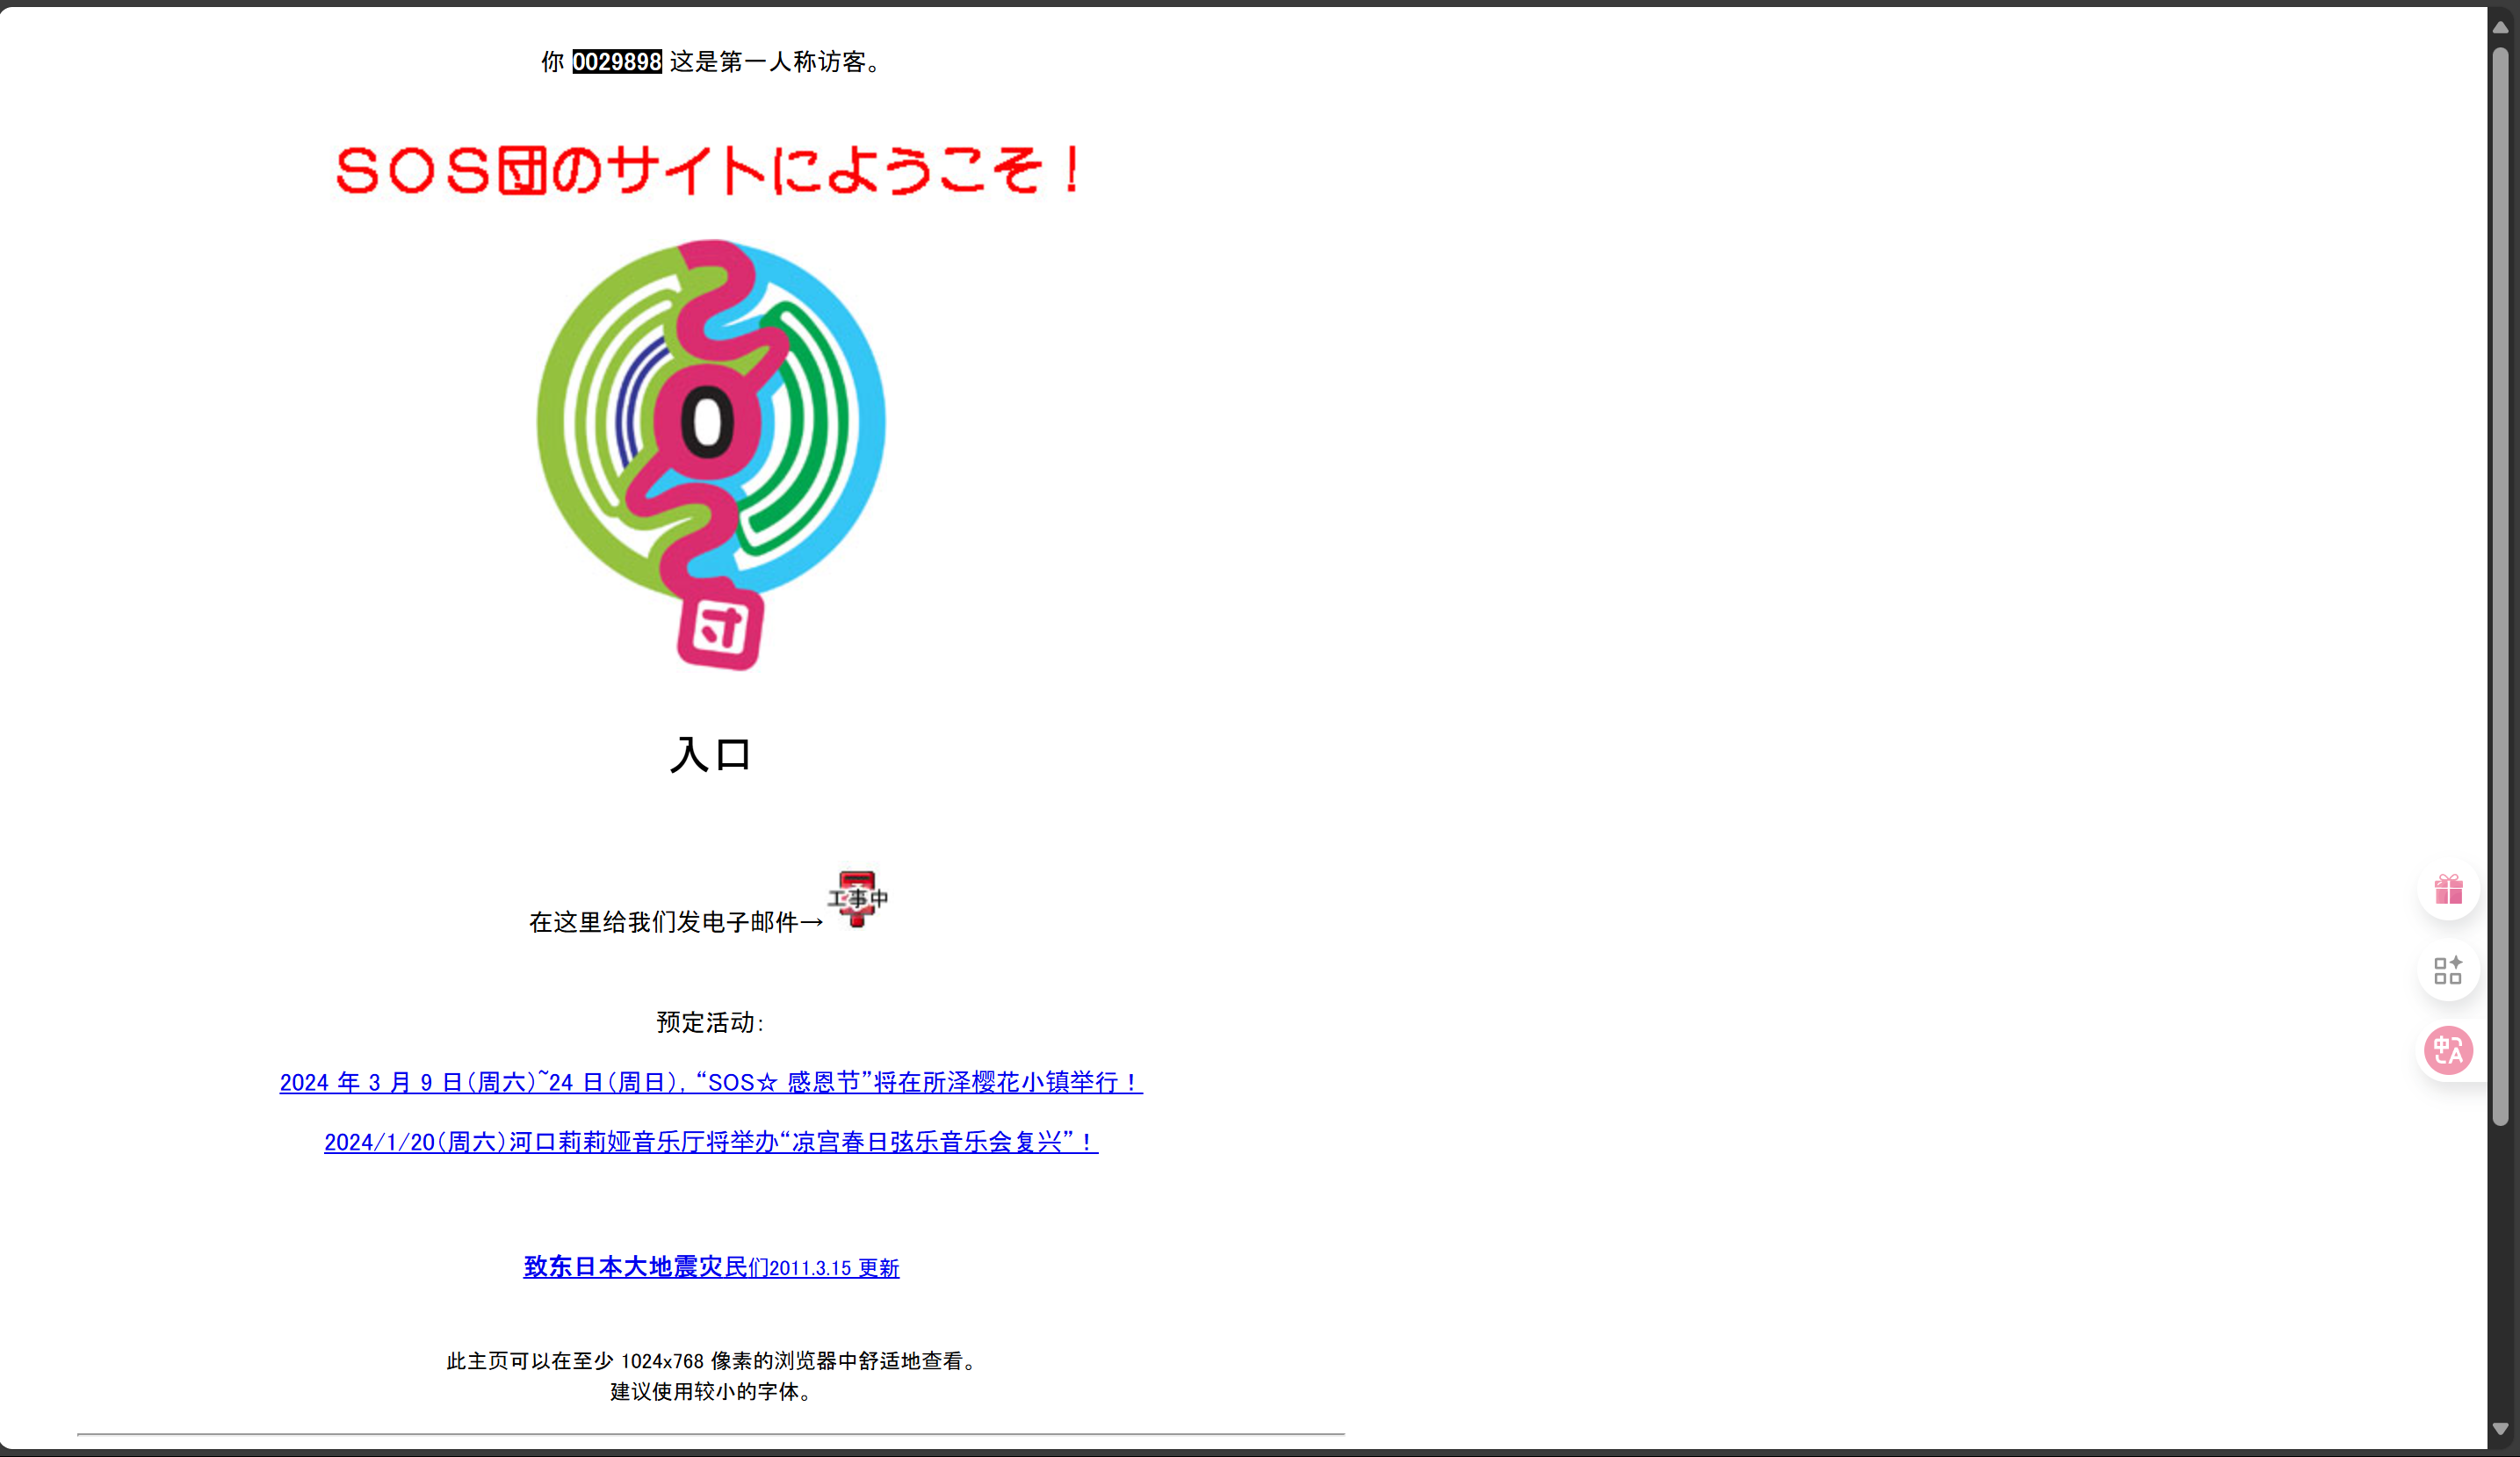 你 0029898 这是第一人称访客。
SOS団のサイトにようこそ！
O
団
入口
在这里给我们发电子邮件→ 工事中
预定活动：
2024 年 3 月 9 日（周六）~24 日（周日），“SOS☆ 感恩节”将在所泽樱花小镇举行！
2024/1/20（周六）河口莉莉娅音乐厅将举办“凉宫春日弦乐音乐会复兴”！
致东日本大地震灾民们2011.3.15 更新
此主页可以在至少 1024x768 像素的浏览器中舒适地查看。
建议使用较小的字体。
中A